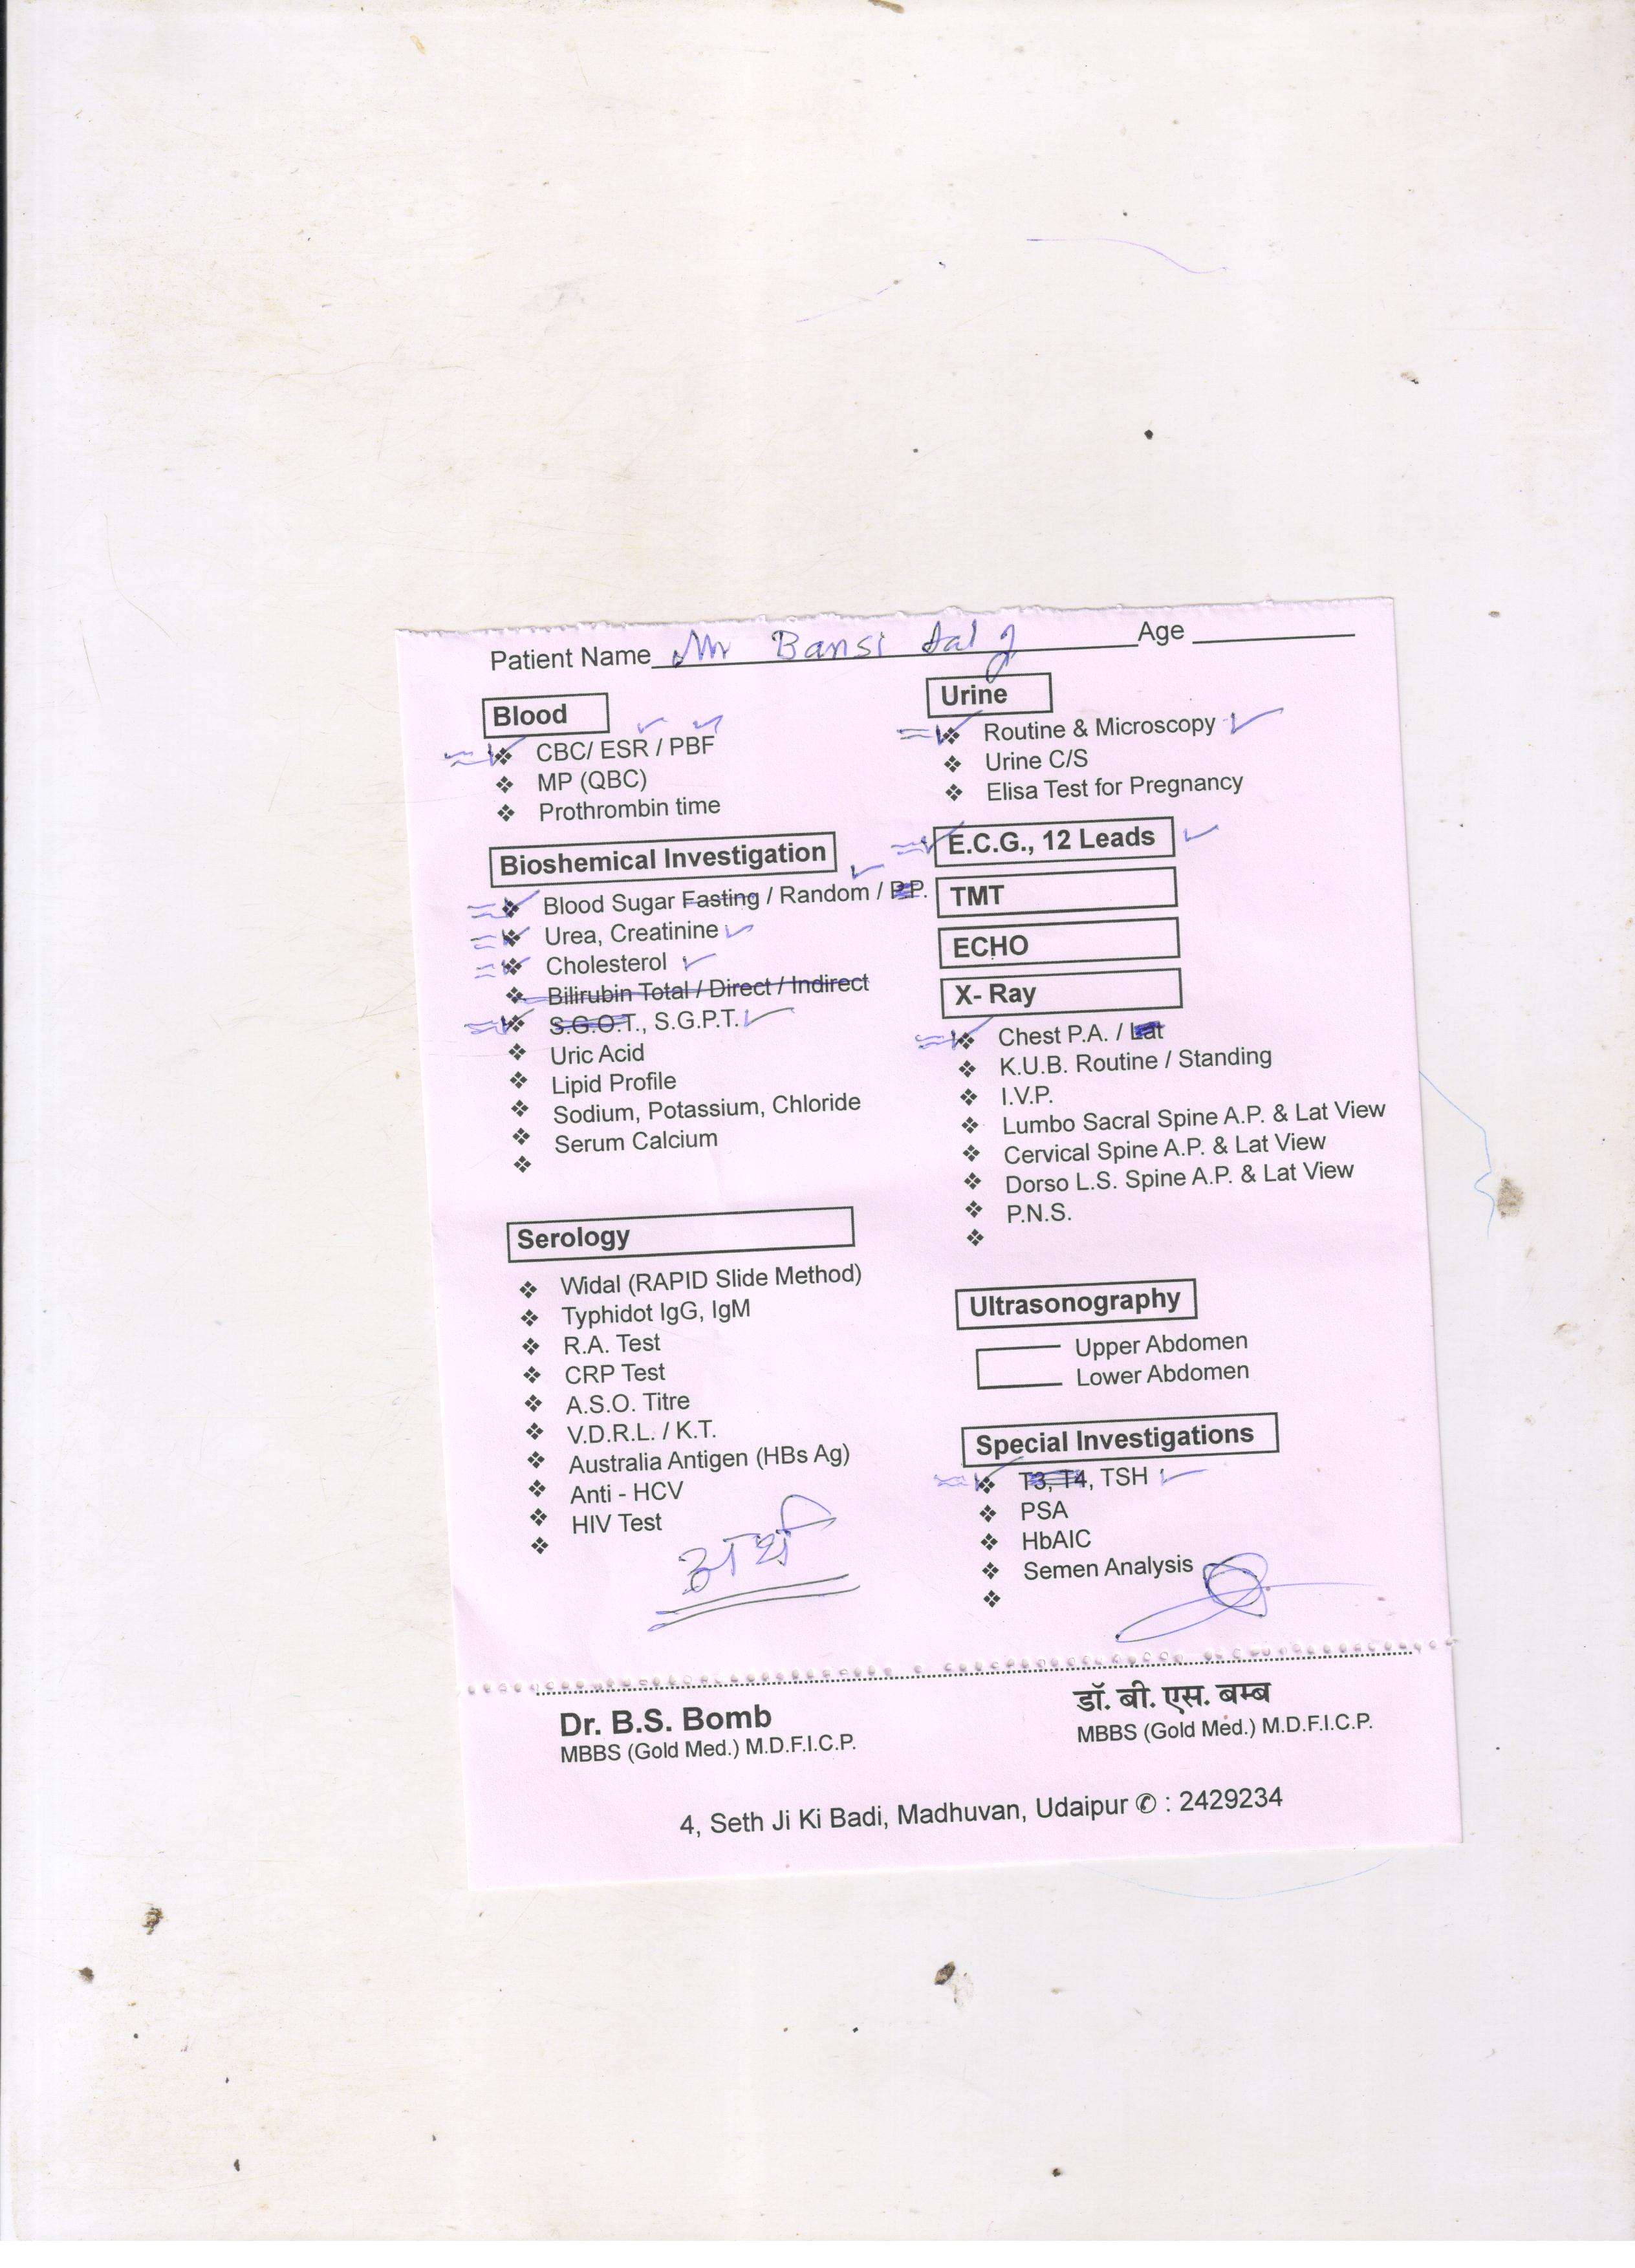 Patient Name Mr Bansi Lal J Age
Blood
CBC/ ESR / PBF
MP (QBC)
Prothrombin time
Bioshemical Investigation
Blood Sugar Fasting / Random / P.P.
Urea, Creatinine
Cholesterol
Bilirubin Total / Direct / Indirect
S.G.O.T., S.G.P.T.
Uric Acid
Lipid Profile
Sodium, Potassium, Chloride
Serum Calcium
Serology
Widal (RAPID Slide Method)
Typhidot IgG, IgM
R.A. Test
CRP Test
A.S.O. Titre
V.D.R.L. / K.T.
Australia Antigen (HBs Ag)
Anti - HCV
HIV Test
अर्थ
Urine
Routine & Microscopy
Urine C/S
Elisa Test for Pregnancy
E.C.G., 12 Leads
TMT
ECHO
X- Ray
Chest P.A. / Lat
K.U.B. Routine / Standing
I.V.P.
Lumbo Sacral Spine A.P. & Lat View
Cervical Spine A.P. & Lat View
Dorso L.S. Spine A.P. & Lat View
P.N.S.
Ultrasonography
Upper Abdomen
Lower Abdomen
Special Investigations
T3, T4, TSH
PSA
HbAIC
Semen Analysis
Dr. B.S. Bomb
MBBS (Gold Med.) M.D.F.I.C.P.
डॉ. बी. एस. बम्ब
MBBS (Gold Med.) M.D.F.I.C.P.
4, Seth Ji Ki Badi, Madhuvan, Udaipur ✆ : 2429234